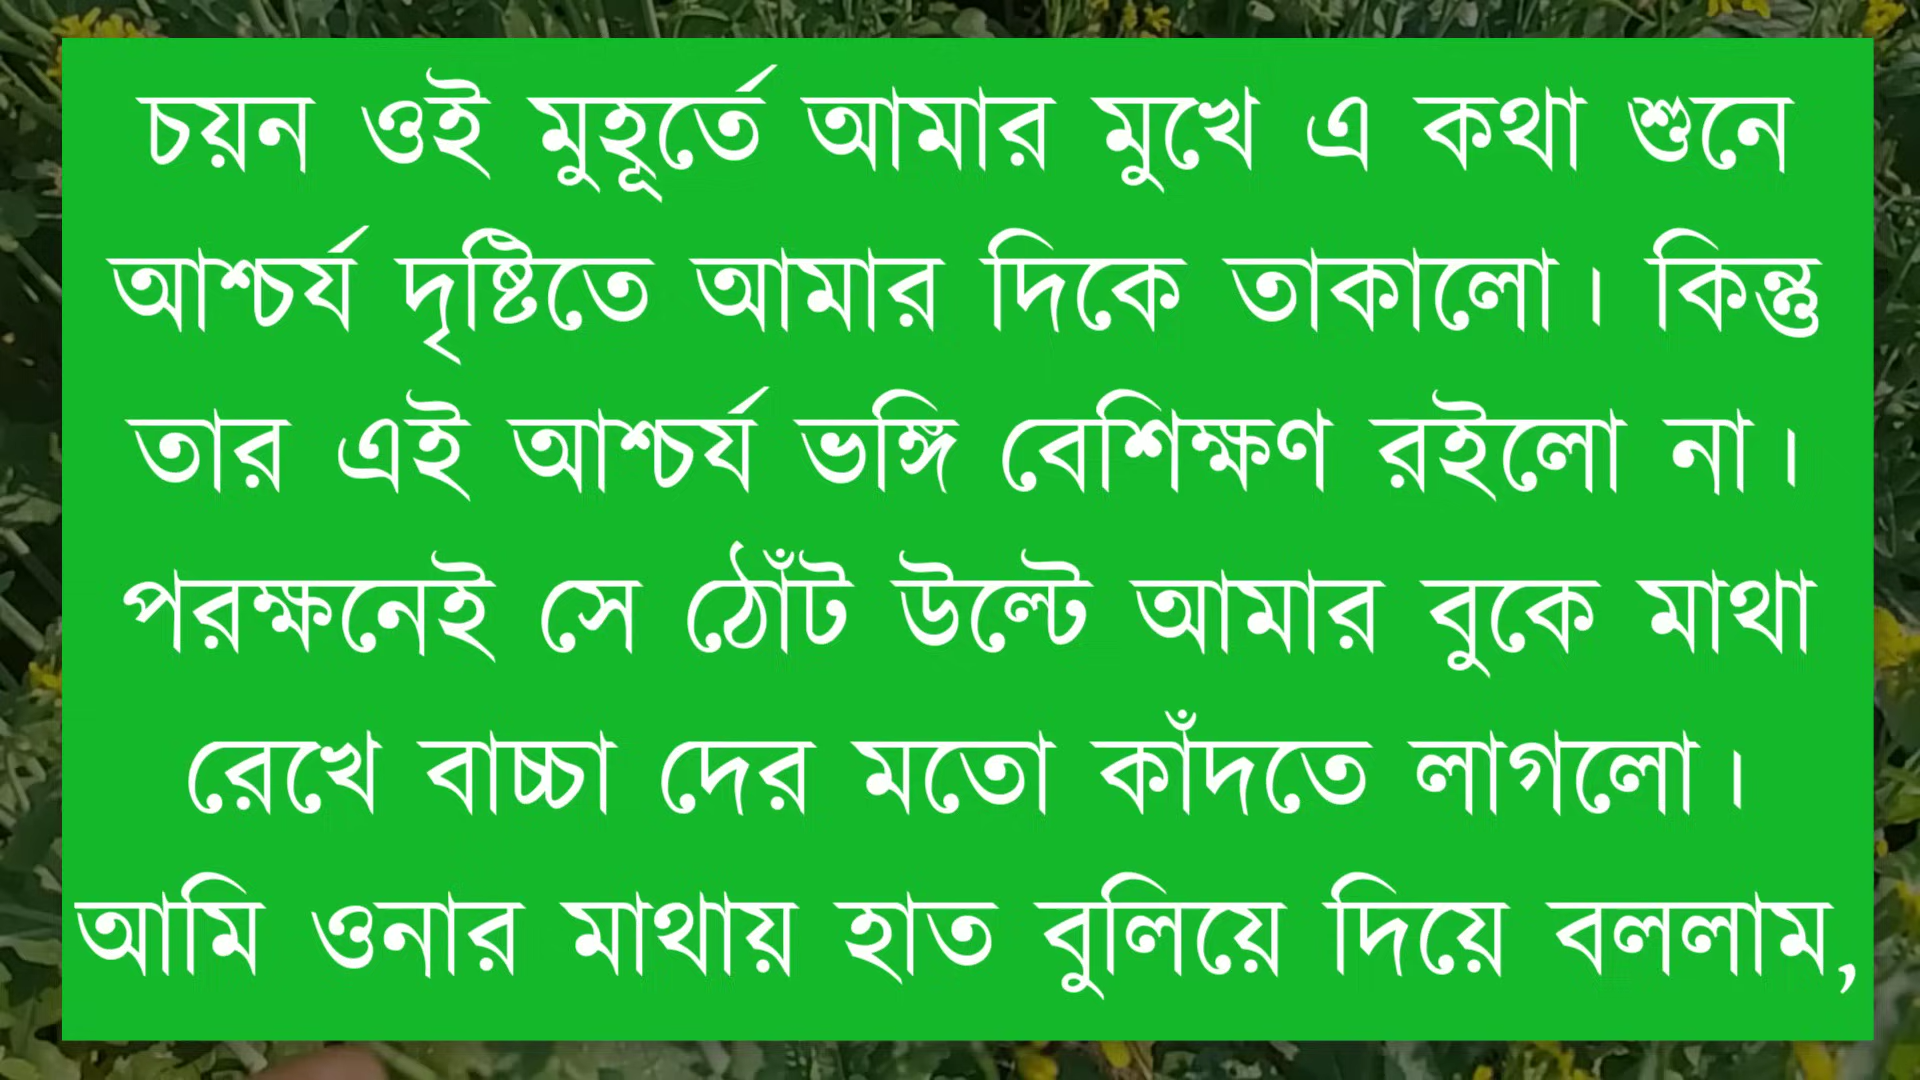 চয়ন ওই মুহূর্তে আমার মুখে এ কথা শুনে
আশ্চর্য দৃষ্টিতে আমার দিকে তাকালো। কিন্তু
তার এই আশ্চর্য ভঙ্গি বেশিক্ষণ রইলো না।
পরক্ষনেই সে ঠোঁট উল্টে আমার বুকে মাথা
রেখে বাচ্চা দের মতো কাঁদতে লাগলো।
আমি ওনার মাথায় হাত বুলিয়ে দিয়ে বললাম,